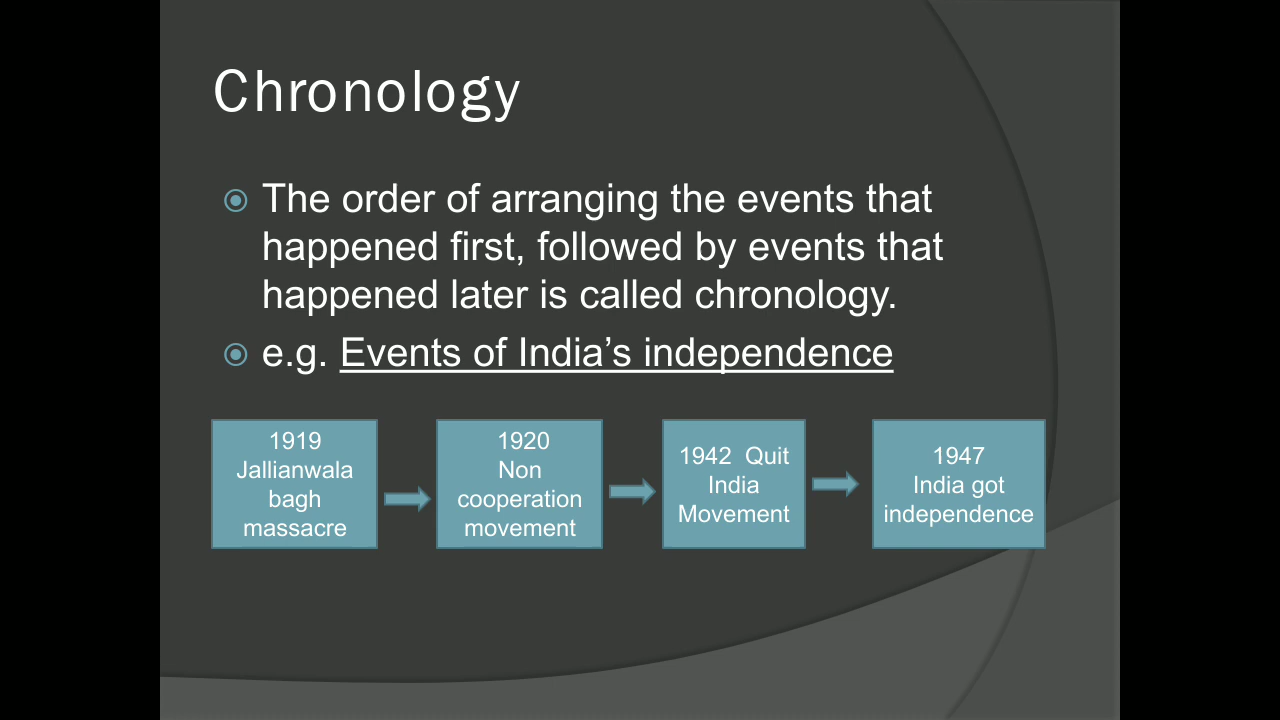 Chronology
The order of arranging the events that
happened first, followed by events that
happened later is called chronology.
e.g. Events of India’s independence
1919
Jallianwala
bagh
massacre
1920
Non
cooperation
movement
1942 Quit
India
Movement
1947
India got
independence